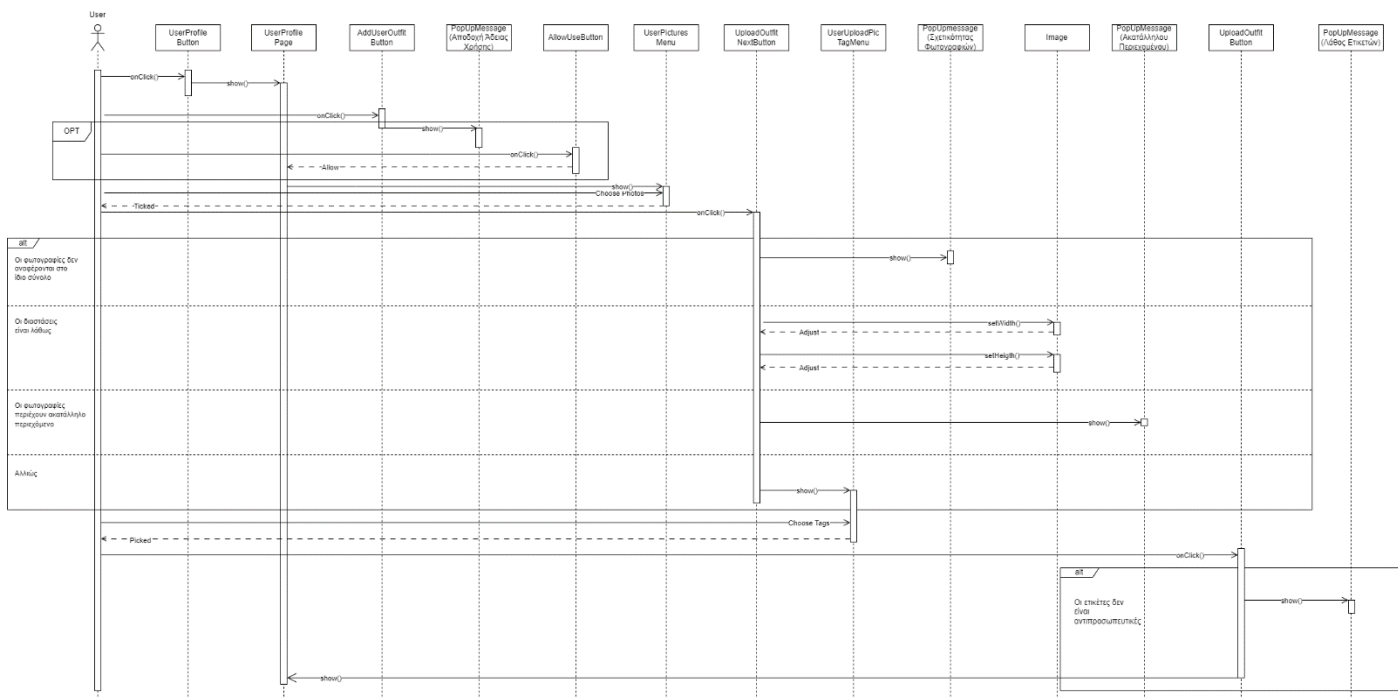 User
UserProfile
Button
UserProfile
Page
AddUserOutfit
Button
PopUpMessage
(Αποδοχή Άδειας
Χρήσης)
AllowUseButton
UserPictures
Menu
UploadOutfit
NextButton
UserUploadPic
TagMenu
PopUpmessage
(Σχετικότητας
Φωτογραφιών)
Image
PopUpMessage
(Ακατάλληλου
Περιεχομένου)
UploadOutfit
Button
PopUpMessage
(Λάθος Ετικετών)
onClick()
show()
onClick()
OPT
show()
onClick()
Allow
show()
Choose Photos
Ticked
onClick()
alt
Οι φωτογραφίες δεν
αναφέρονται στο
ίδιο σύνολο
show()
Οι διαστάσεις
είναι λάθως
setWidth()
Adjust
setHeigth()
Adjust
Οι φωτογραφίες
περιέχουν ακατάλληλο
περιεχόμενο
show()
Αλλιώς
show()
Choose Tags
Picked
onClick()
alt
Οι ετικέτες δεν
είναι
αντιπροσωπευτικές
show()
show()